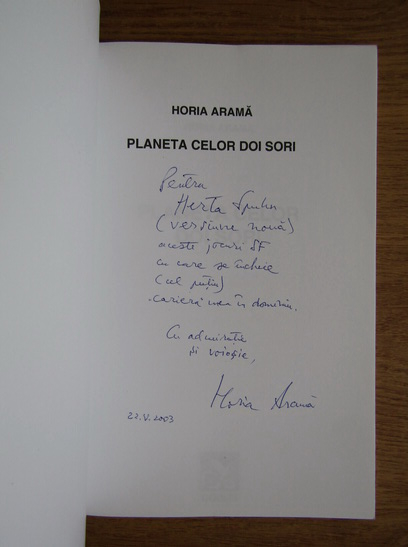 HORIA ARAMĂ
PLANETA CELOR DOI SORI
Pentru
Herta Spuhn
(versiune nouă)
aceste jocuri SF
cu care se încheie
(cel puțin)
cariera mea în domeniu.
Cu admirație
și voioșie,
Horia Aramă
22.V.2003